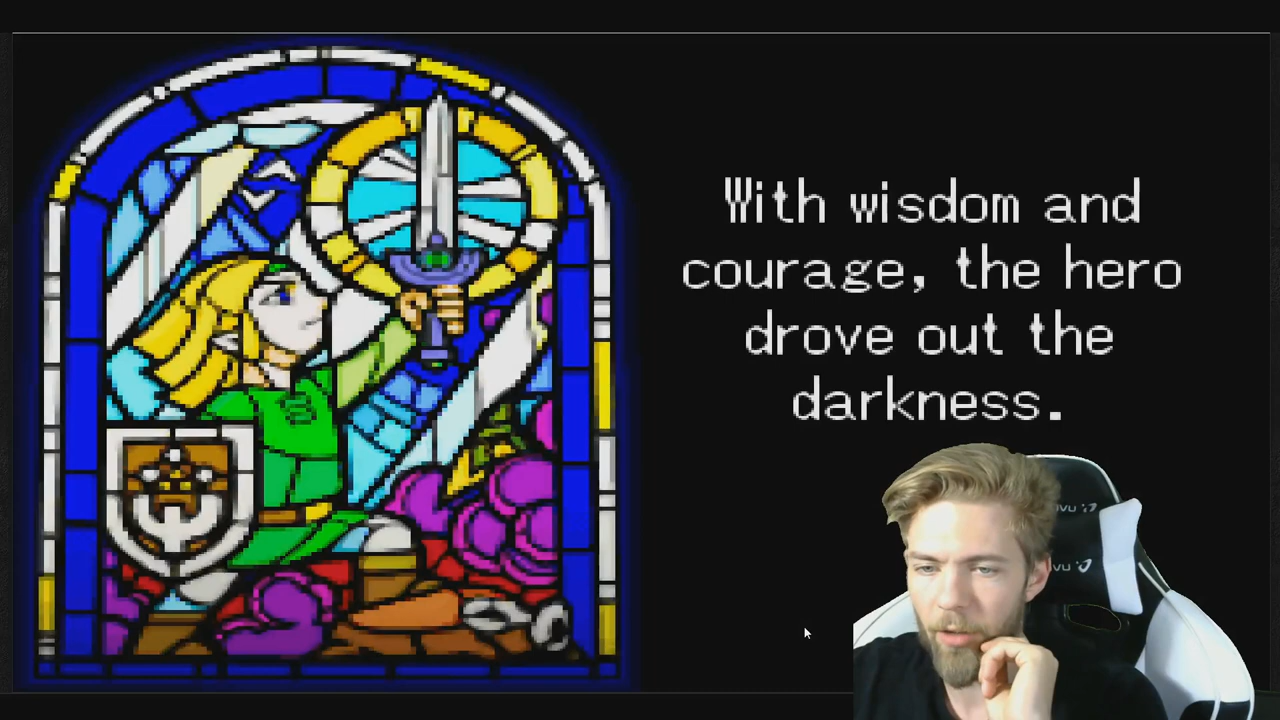 With wisdom and
courage, the hero
drove out the
darkness.